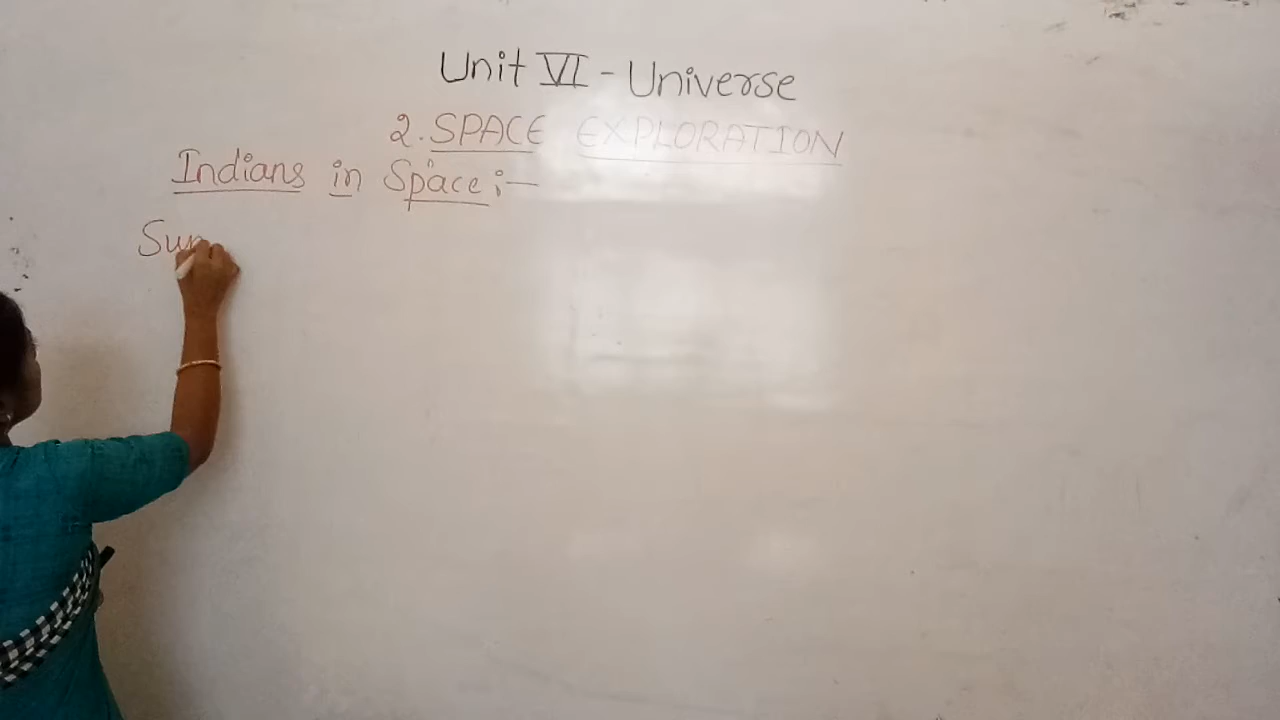 Unit VI - Universe
2. SPACE EXPLORATION
Indians in Space :-